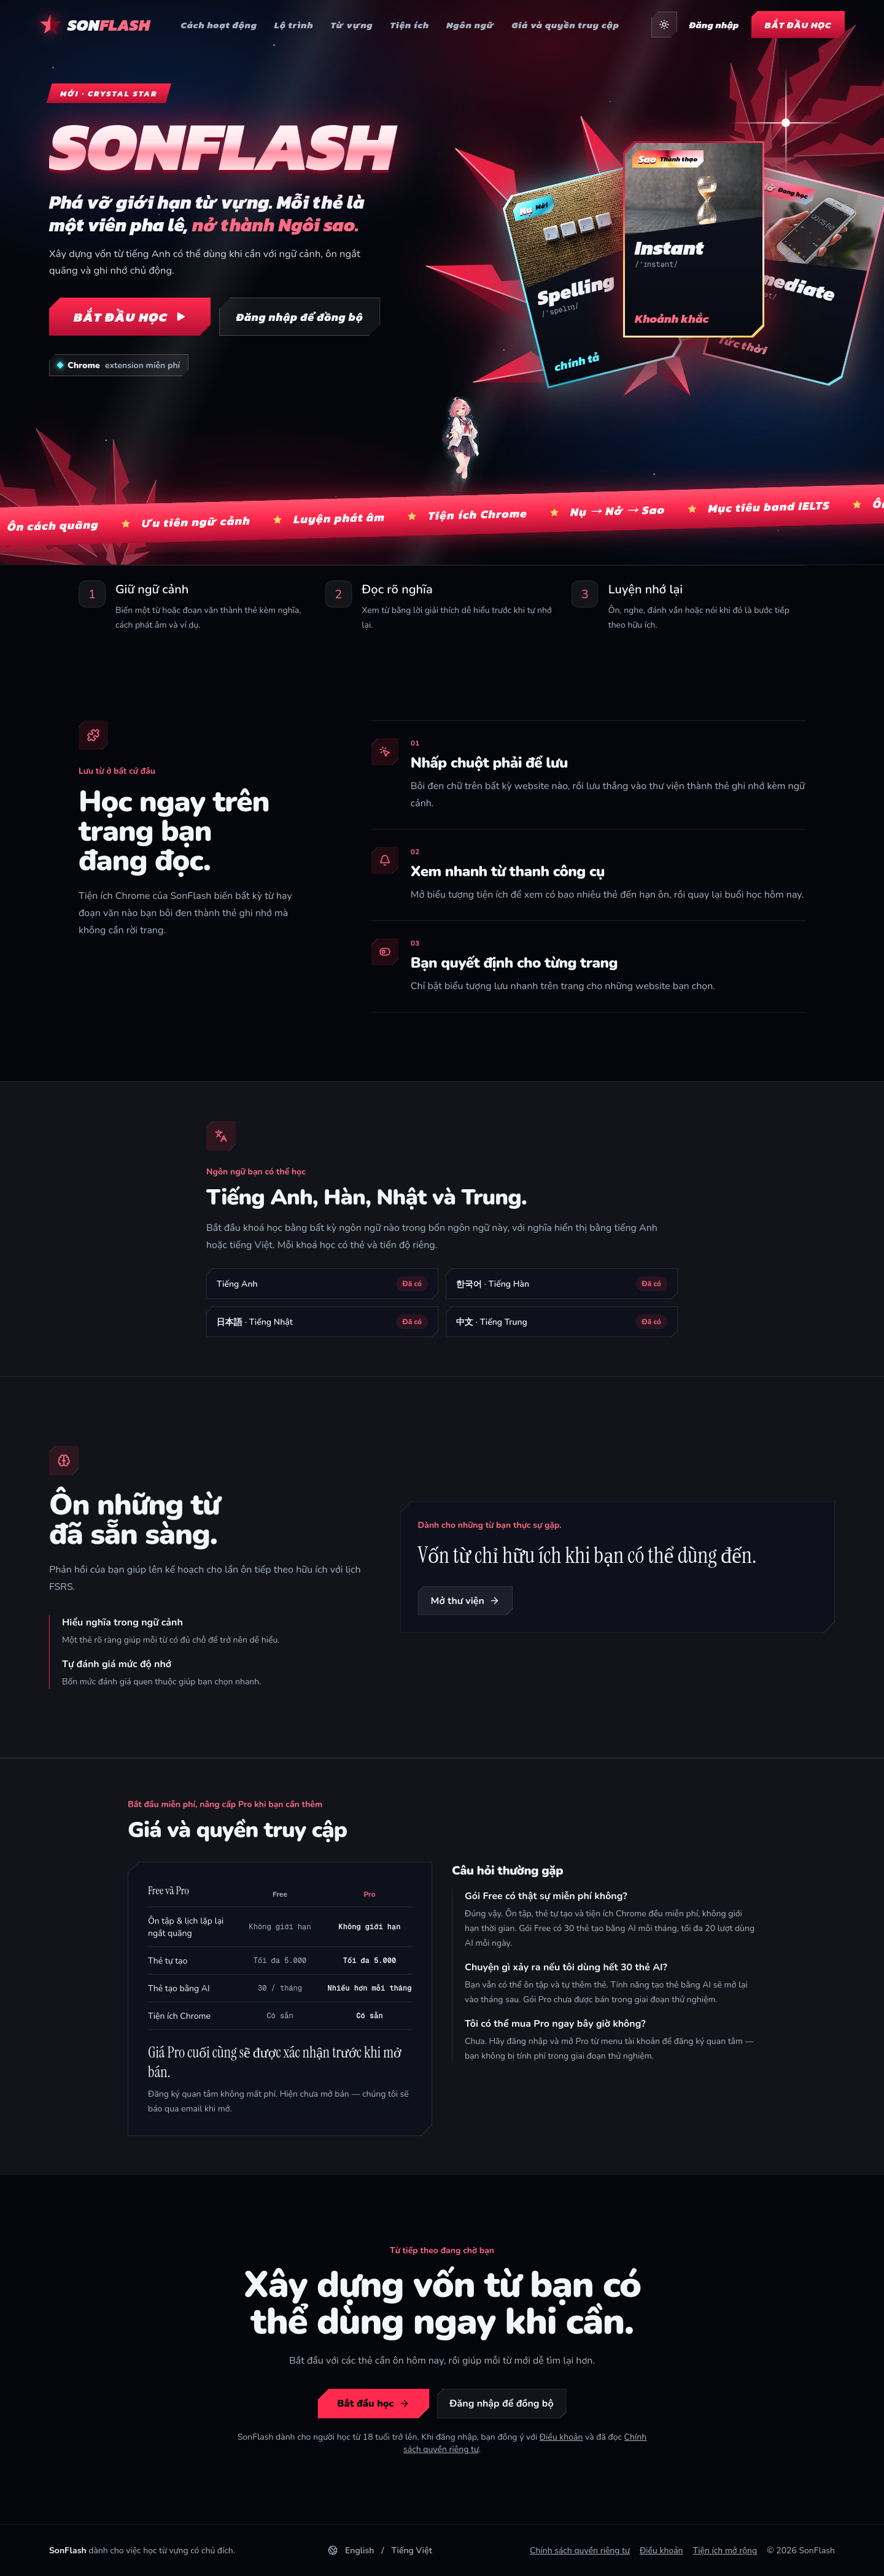 SONFLASH
Cách hoạt động
Lộ trình
Từ vựng
Tiện ích
Ngôn ngữ
Giá và quyền truy cập
Đăng nhập
BẮT ĐẦU HỌC
MỚI · CRYSTAL STAR
SONFLASH
Phá vỡ giới hạn từ vựng. Mỗi thẻ là
một viên pha lê, nở thành Ngôi sao.
Xây dựng vốn từ tiếng Anh có thể dùng khi cần với ngữ cảnh, ôn ngắt
quãng và ghi nhớ chủ động.
BẮT ĐẦU HỌC
Đăng nhập để đồng bộ
Chrome extension miễn phí
Nụ Mới
Spelling
/ˈspelɪŋ/
chính tả
Sao Thành thạo
Instant
/ˈɪnstənt/
Khoảnh khắc
Đang học
mediate
Tức thời
Ôn cách quãng
Ưu tiên ngữ cảnh
Luyện phát âm
Tiện ích Chrome
Nụ → Nở → Sao
Mục tiêu band IELTS
1
Giữ ngữ cảnh
Biến một từ hoặc đoạn văn thành thẻ kèm nghĩa,
cách phát âm và ví dụ.
2
Đọc rõ nghĩa
Xem từ bằng lời giải thích dễ hiểu trước khi tự nhớ
lại.
3
Luyện nhớ lại
Ôn, nghe, đánh vần hoặc nói khi đó là bước tiếp
theo hữu ích.
Lưu từ ở bất cứ đâu
Học ngay trên
trang bạn
đang đọc.
Tiện ích Chrome của SonFlash biến bất kỳ từ hay
đoạn văn nào bạn bôi đen thành thẻ ghi nhớ mà
không cần rời trang.
01
Nhấp chuột phải để lưu
Bôi đen chữ trên bất kỳ website nào, rồi lưu thẳng vào thư viện thành thẻ ghi nhớ kèm ngữ
cảnh.
02
Xem nhanh từ thanh công cụ
Mở biểu tượng tiện ích để xem có bao nhiêu thẻ đến hạn ôn, rồi quay lại buổi học hôm nay.
03
Bạn quyết định cho từng trang
Chỉ bật biểu tượng lưu nhanh trên trang cho những website bạn chọn.
Ngôn ngữ bạn có thể học
Tiếng Anh, Hàn, Nhật và Trung.
Bắt đầu khoá học bằng bất kỳ ngôn ngữ nào trong bốn ngôn ngữ này, với nghĩa hiển thị bằng tiếng Anh
hoặc tiếng Việt. Mỗi khoá học có thẻ và tiến độ riêng.
Tiếng Anh
Đã có
한국어 · Tiếng Hàn
Đã có
日本語 · Tiếng Nhật
Đã có
中文 · Tiếng Trung
Đã có
Ôn những từ
đã sẵn sàng.
Phản hồi của bạn giúp lên kế hoạch cho lần ôn tiếp theo hữu ích với lịch
FSRS.
Hiểu nghĩa trong ngữ cảnh
Một thẻ rõ ràng giúp mỗi từ có đủ chỗ để trở nên dễ hiểu.
Tự đánh giá mức độ nhớ
Bốn mức đánh giá quen thuộc giúp bạn chọn nhanh.
Dành cho những từ bạn thực sự gặp.
Vốn từ chỉ hữu ích khi bạn có thể dùng đến.
Mở thư viện
Bắt đầu miễn phí, nâng cấp Pro khi bạn cần thêm
Giá và quyền truy cập
Free và Pro
Free
Pro
Ôn tập & lịch lặp lại
ngắt quãng
Không giới hạn
Không giới hạn
Thẻ tự tạo
Tối đa 5.000
Tối đa 5.000
Thẻ tạo bằng AI
30 / tháng
Nhiều hơn mỗi tháng
Tiện ích Chrome
Có sẵn
Có sẵn
Giá Pro cuối cùng sẽ được xác nhận trước khi mở
bán.
Đăng ký quan tâm không mất phí. Hiện chưa mở bán — chúng tôi sẽ
báo qua email khi mở.
Câu hỏi thường gặp
Gói Free có thật sự miễn phí không?
Đúng vậy. Ôn tập, thẻ tự tạo và tiện ích Chrome đều miễn phí, không giới
hạn thời gian. Gói Free có 30 thẻ tạo bằng AI mỗi tháng, tối đa 20 lượt dùng
AI mỗi ngày.
Chuyện gì xảy ra nếu tôi dùng hết 30 thẻ AI?
Bạn vẫn có thể ôn tập và tự thêm thẻ. Tính năng tạo thẻ bằng AI sẽ mở lại
vào tháng sau. Gói Pro chưa được bán trong giai đoạn thử nghiệm.
Tôi có thể mua Pro ngay bây giờ không?
Chưa. Hãy đăng nhập và mở Pro từ menu tài khoản để đăng ký quan tâm —
bạn không bị tính phí trong giai đoạn thử nghiệm.
Từ tiếp theo đang chờ bạn
Xây dựng vốn từ bạn có
thể dùng ngay khi cần.
Bắt đầu với các thẻ cần ôn hôm nay, rồi giúp mỗi từ mới dễ tìm lại hơn.
Bắt đầu học
Đăng nhập để đồng bộ
SonFlash dành cho người học từ 18 tuổi trở lên. Khi đăng nhập, bạn đồng ý với Điều khoản và đã đọc Chính
sách quyền riêng tư.
SonFlash dành cho việc học từ vựng có chủ đích.
English / Tiếng Việt
Chính sách quyền riêng tư
Điều khoản
Tiện ích mở rộng
© 2026 SonFlash